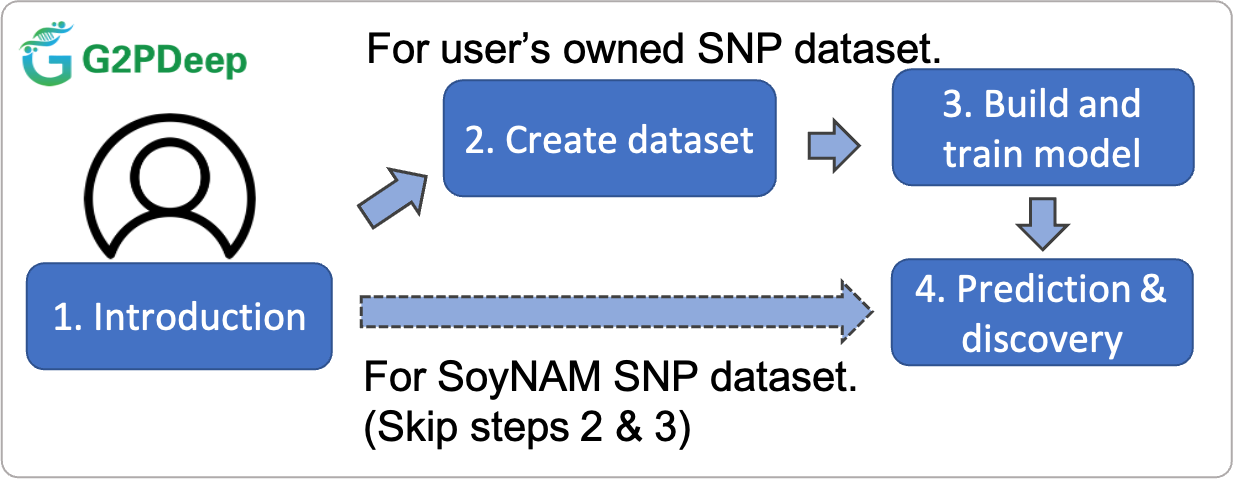 G2PDeep
For user's owned SNP dataset.
2. Create dataset
3. Build and
train model
1. Introduction
4. Prediction &
discovery
For SoyNAM SNP dataset.
(Skip steps 2 & 3)